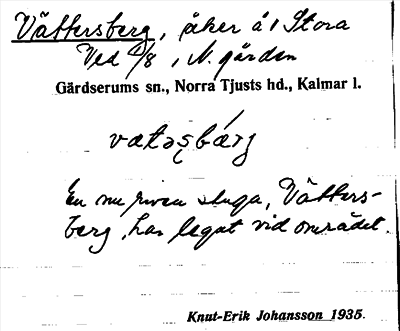 Vättersberg, åker å 1 Stora
Ved 1/8, N. gården
Gärdserums sn., Norra Tjusts hd., Kalmar l.
En nu riven stuga, Vätters-
berg, har legat vid området.
Knut-Erik Johansson 1935.